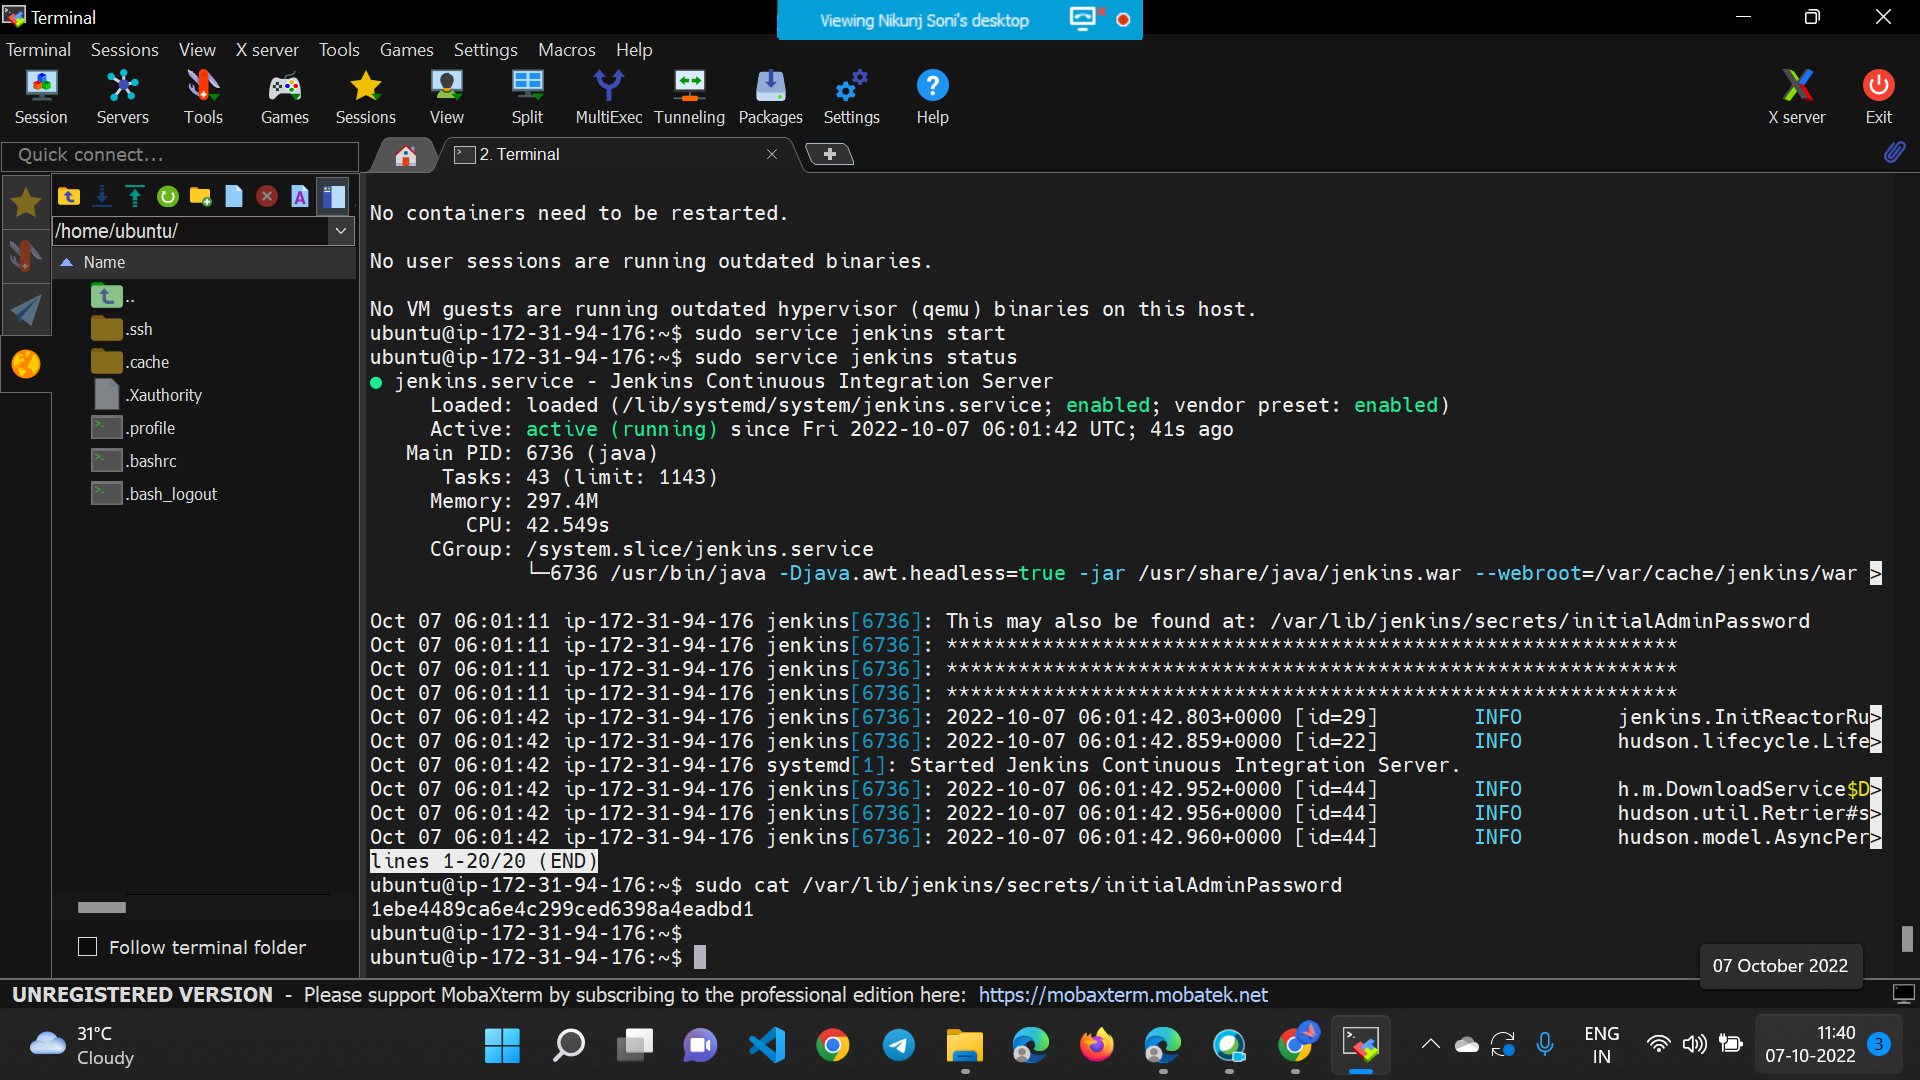 Terminal
Viewing Nikunj Soni's desktop
Terminal Sessions View X server Tools Games Settings Macros Help
Session Servers Tools Games Sessions View Split MultiExec Tunneling Packages Settings Help X server Exit
Quick connect...
2. Terminal
/home/ubuntu/
Name
..
.ssh
.cache
.Xauthority
.profile
.bashrc
.bash_logout
Follow terminal folder
No containers need to be restarted.
No user sessions are running outdated binaries.
No VM guests are running outdated hypervisor (qemu) binaries on this host.
ubuntu@ip-172-31-94-176:~$ sudo service jenkins start
ubuntu@ip-172-31-94-176:~$ sudo service jenkins status
● jenkins.service - Jenkins Continuous Integration Server
Loaded: loaded (/lib/systemd/system/jenkins.service; enabled; vendor preset: enabled)
Active: active (running) since Fri 2022-10-07 06:01:42 UTC; 41s ago
Main PID: 6736 (java)
Tasks: 43 (limit: 1143)
Memory: 297.4M
CPU: 42.549s
CGroup: /system.slice/jenkins.service
└─6736 /usr/bin/java -Djava.awt.headless=true -jar /usr/share/java/jenkins.war --webroot=/var/cache/jenkins/war >
Oct 07 06:01:11 ip-172-31-94-176 jenkins[6736]: This may also be found at: /var/lib/jenkins/secrets/initialAdminPassword
Oct 07 06:01:11 ip-172-31-94-176 jenkins[6736]: *************************************************************
Oct 07 06:01:11 ip-172-31-94-176 jenkins[6736]: *************************************************************
Oct 07 06:01:11 ip-172-31-94-176 jenkins[6736]: *************************************************************
Oct 07 06:01:42 ip-172-31-94-176 jenkins[6736]: 2022-10-07 06:01:42.803+0000 [id=29] INFO jenkins.InitReactorRu>
Oct 07 06:01:42 ip-172-31-94-176 jenkins[6736]: 2022-10-07 06:01:42.859+0000 [id=22] INFO hudson.lifecycle.Life>
Oct 07 06:01:42 ip-172-31-94-176 systemd[1]: Started Jenkins Continuous Integration Server.
Oct 07 06:01:42 ip-172-31-94-176 jenkins[6736]: 2022-10-07 06:01:42.952+0000 [id=44] INFO h.m.DownloadService$D>
Oct 07 06:01:42 ip-172-31-94-176 jenkins[6736]: 2022-10-07 06:01:42.956+0000 [id=44] INFO hudson.util.Retrier#s>
Oct 07 06:01:42 ip-172-31-94-176 jenkins[6736]: 2022-10-07 06:01:42.960+0000 [id=44] INFO hudson.model.AsyncPer>
lines 1-20/20 (END)
ubuntu@ip-172-31-94-176:~$ sudo cat /var/lib/jenkins/secrets/initialAdminPassword
1ebe4489ca6e4c299ced6398a4eadbd1
ubuntu@ip-172-31-94-176:~$
ubuntu@ip-172-31-94-176:~$
07 October 2022
UNREGISTERED VERSION - Please support MobaXterm by subscribing to the professional edition here: https://mobaxterm.mobatek.net
31°C
Cloudy
ENG
IN
11:40
07-10-2022
3